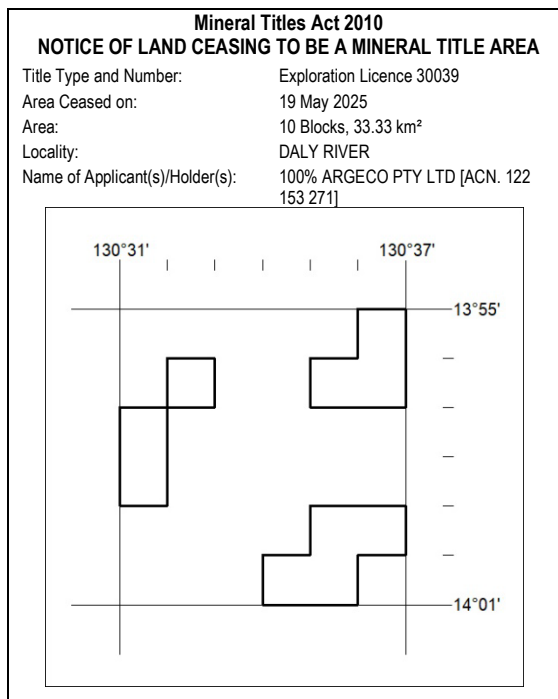 Mineral Titles Act 2010
NOTICE OF LAND CEASING TO BE A MINERAL TITLE AREA
Title Type and Number: Exploration Licence 30039
Area Ceased on: 19 May 2025
Area: 10 Blocks, 33.33 km²
Locality: DALY RIVER
Name of Applicant(s)/Holder(s): 100% ARGECO PTY LTD [ACN. 122
153 271]
130°31' 130°37'
13°55'
14°01'